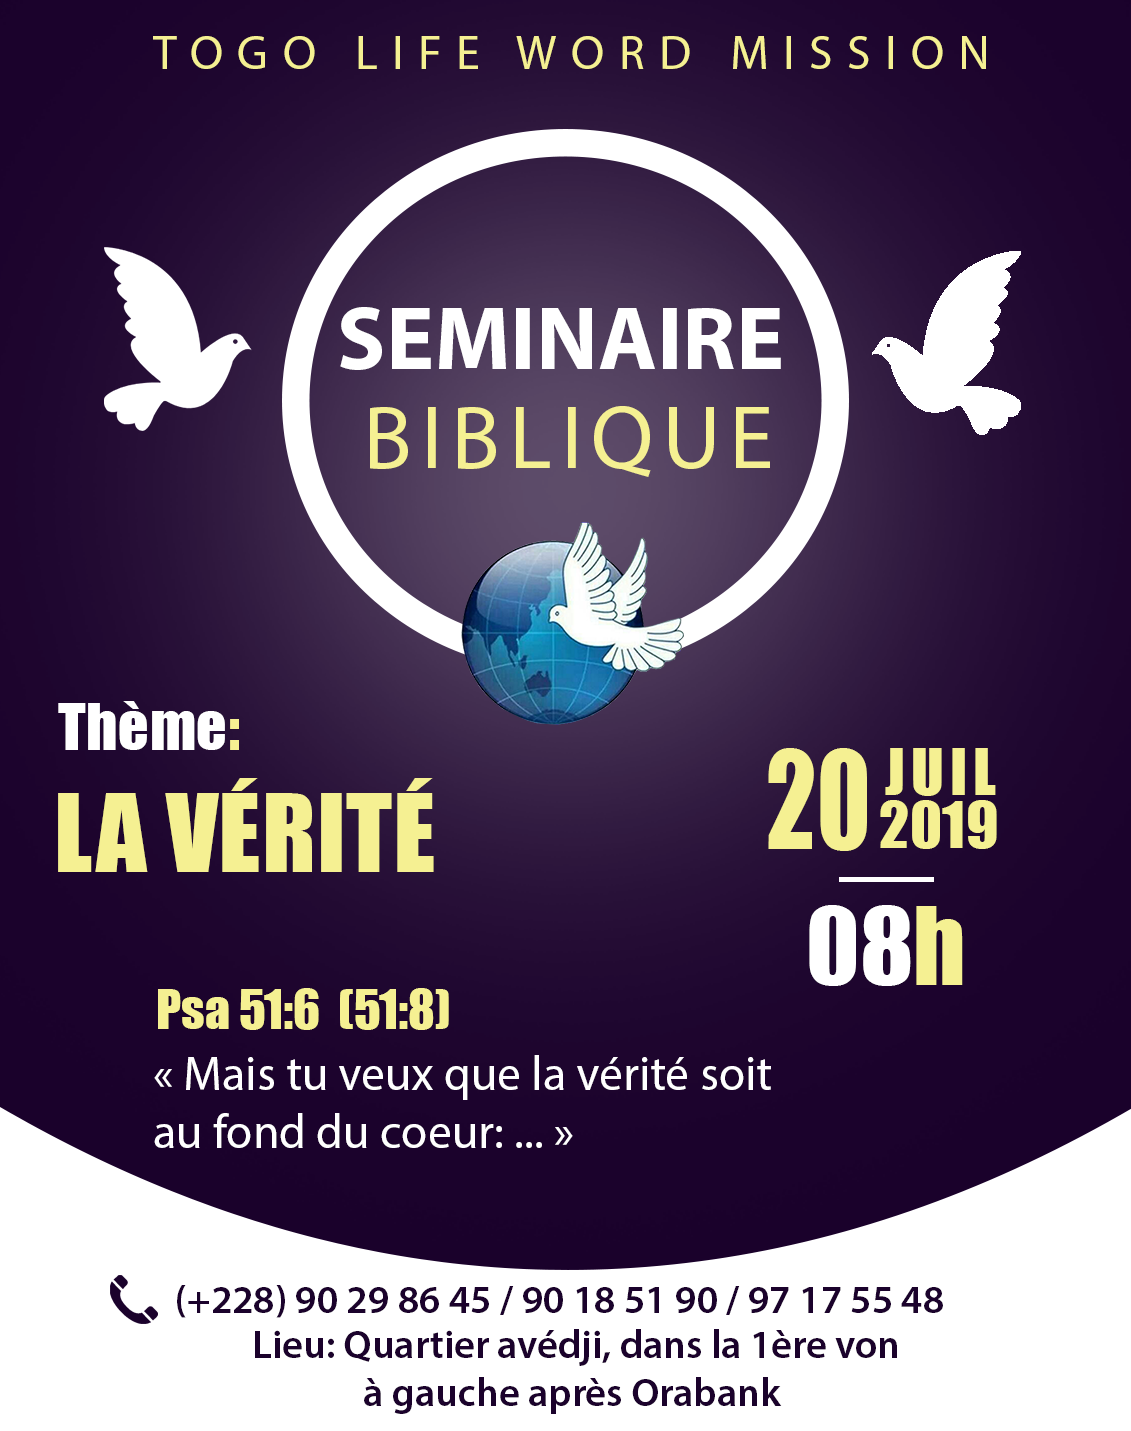 TOGO LIFE WORD MISSION
SEMINAIRE
BIBLIQUE
Thème:
LA VÉRITÉ
20 JUIL
2019
08h
Psa 51:6 (51:8)
« Mais tu veux que la vérité soit
au fond du coeur: ... »
(+228) 90 29 86 45 / 90 18 51 90 / 97 17 55 48
Lieu: Quartier avédji, dans la 1ère von
à gauche après Orabank